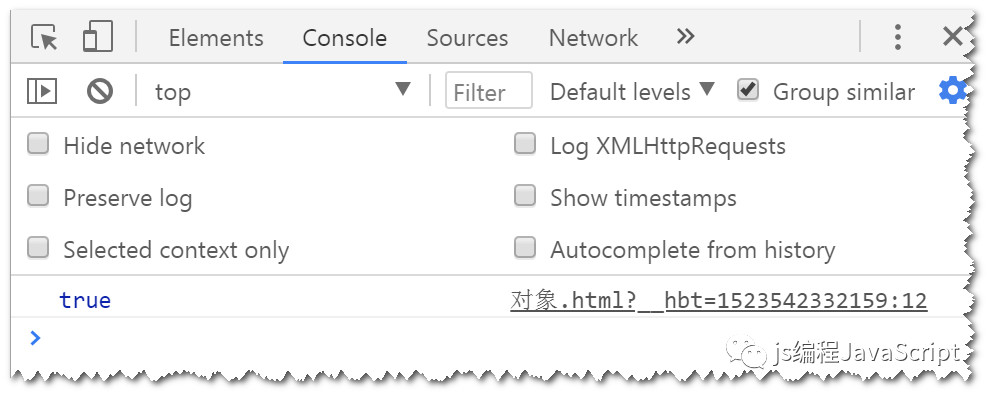 Elements Console Sources Network »
top Filter Default levels Group similar
Hide network Log XMLHttpRequests
Preserve log Show timestamps
Selected context only Autocomplete from history
true 对象.html?__hbt=1523542332159:12
js编程JavaScript